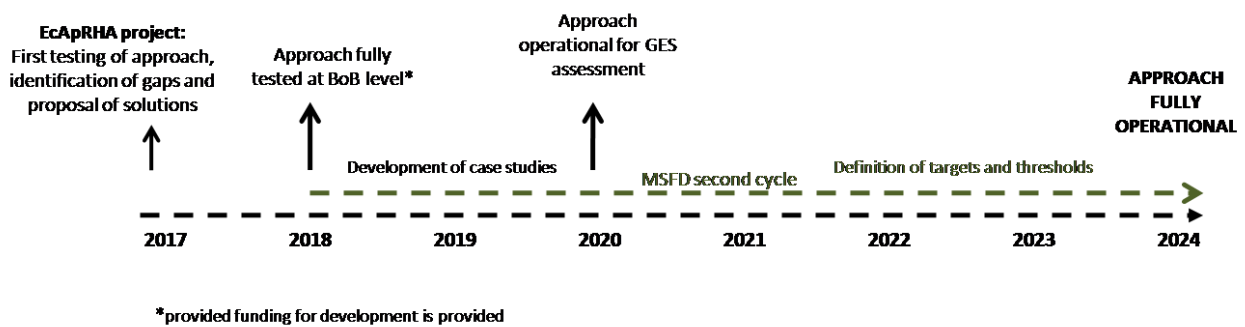 EcApRHA project:
First testing of approach,
identification of gaps and
proposal of solutions
Approach fully
tested at BoB level*
Approach
operational for GES
assessment
APPROACH
FULLY
OPERATIONAL
Development of case studies
MSFD second cycle
Definition of targets and thresholds
2017 2018 2019 2020 2021 2022 2023 2024
*provided funding for development is provided